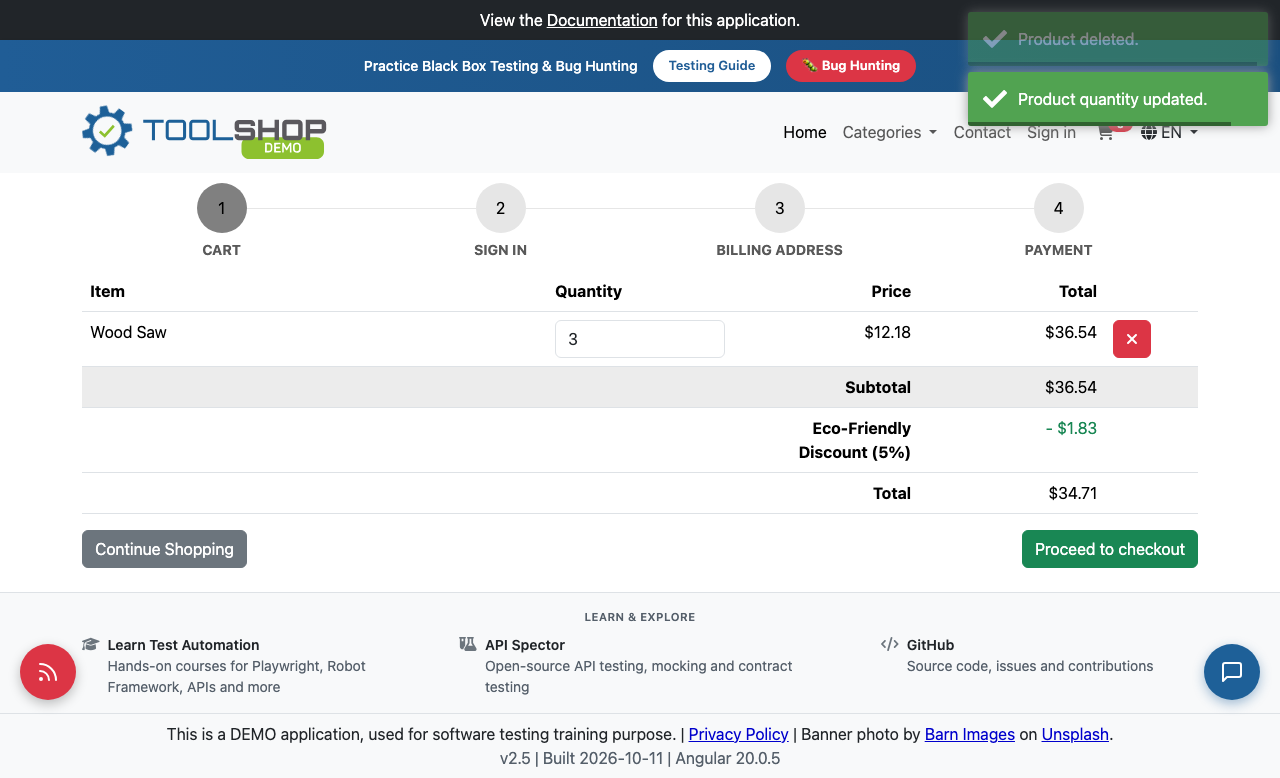 View the Documentation for this application.
Product deleted.
Practice Black Box Testing & Bug Hunting Testing Guide Bug Hunting
Product quantity updated.
TOOLSHOP
DEMO
Home Categories Contact Sign in EN
1 2 3 4
CART SIGN IN BILLING ADDRESS PAYMENT
Item Quantity Price Total
Wood Saw 3 $12.18 $36.54
Subtotal $36.54
Eco-Friendly - $1.83
Discount (5%)
Total $34.71
Continue Shopping Proceed to checkout
LEARN & EXPLORE
Learn Test Automation API Spector GitHub
Hands-on courses for Playwright, Robot Open-source API testing, mocking and contract Source code, issues and contributions
Framework, APIs and more testing
This is a DEMO application, used for software testing training purpose. | Privacy Policy | Banner photo by Barn Images on Unsplash.
v2.5 | Built 2026-10-11 | Angular 20.0.5